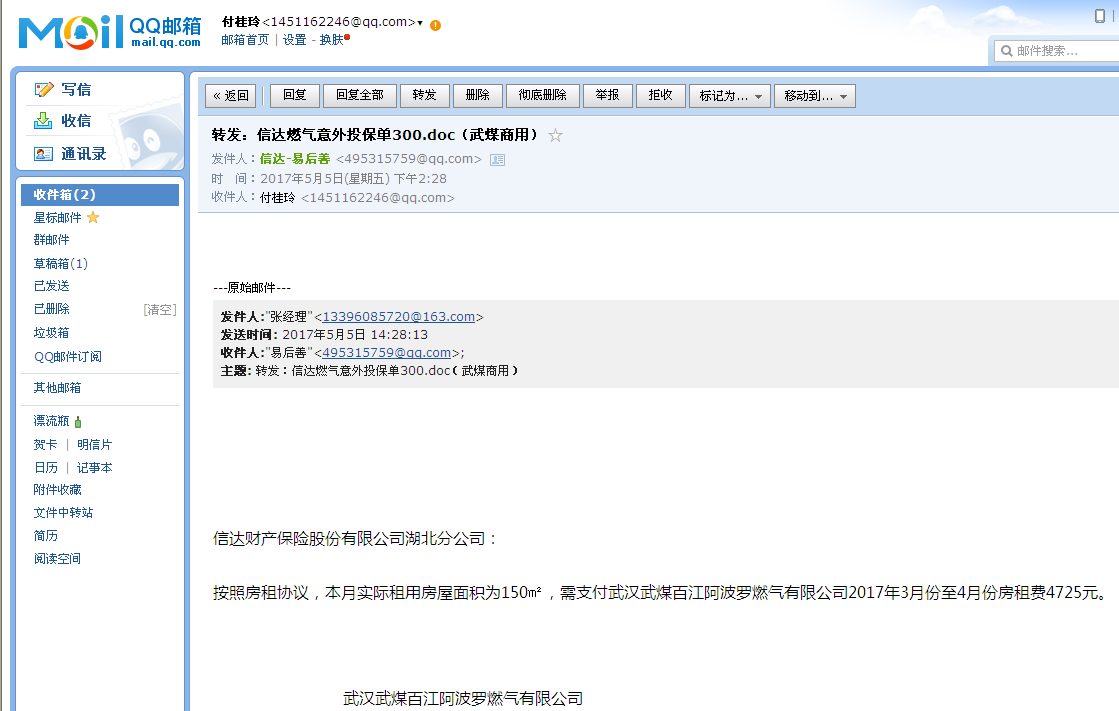 Mail QQ邮箱
mail.qq.com
付桂玲<1451162246@qq.com>
邮箱首页 | 设置 - 换肤
邮件搜索...
写信
收信
通讯录
« 返回 回复 回复全部 转发 删除 彻底删除 举报 拒收 标记为... 移动到...
转发：信达燃气意外投保单300.doc（武煤商用）
发件人：信达-易后善 <495315759@qq.com>
时 间：2017年5月5日(星期五) 下午2:28
收件人：付桂玲 <1451162246@qq.com>
收件箱(2)
星标邮件
群邮件
草稿箱(1)
已发送
已删除 [清空]
垃圾箱
QQ邮件订阅
其他邮箱
漂流瓶
贺卡 | 明信片
日历 | 记事本
附件收藏
文件中转站
简历
阅读空间
---原始邮件---
发件人:"张经理"<13396085720@163.com>
发送时间: 2017年5月5日 14:28:13
收件人:"易后善"<495315759@qq.com>;
主题: 转发：信达燃气意外投保单300.doc（武煤商用）
信达财产保险股份有限公司湖北分公司：
按照房租协议，本月实际租用房屋面积为150㎡，需支付武汉武煤百江阿波罗燃气有限公司2017年3月份至4月份房租费4725元。
武汉武煤百江阿波罗燃气有限公司